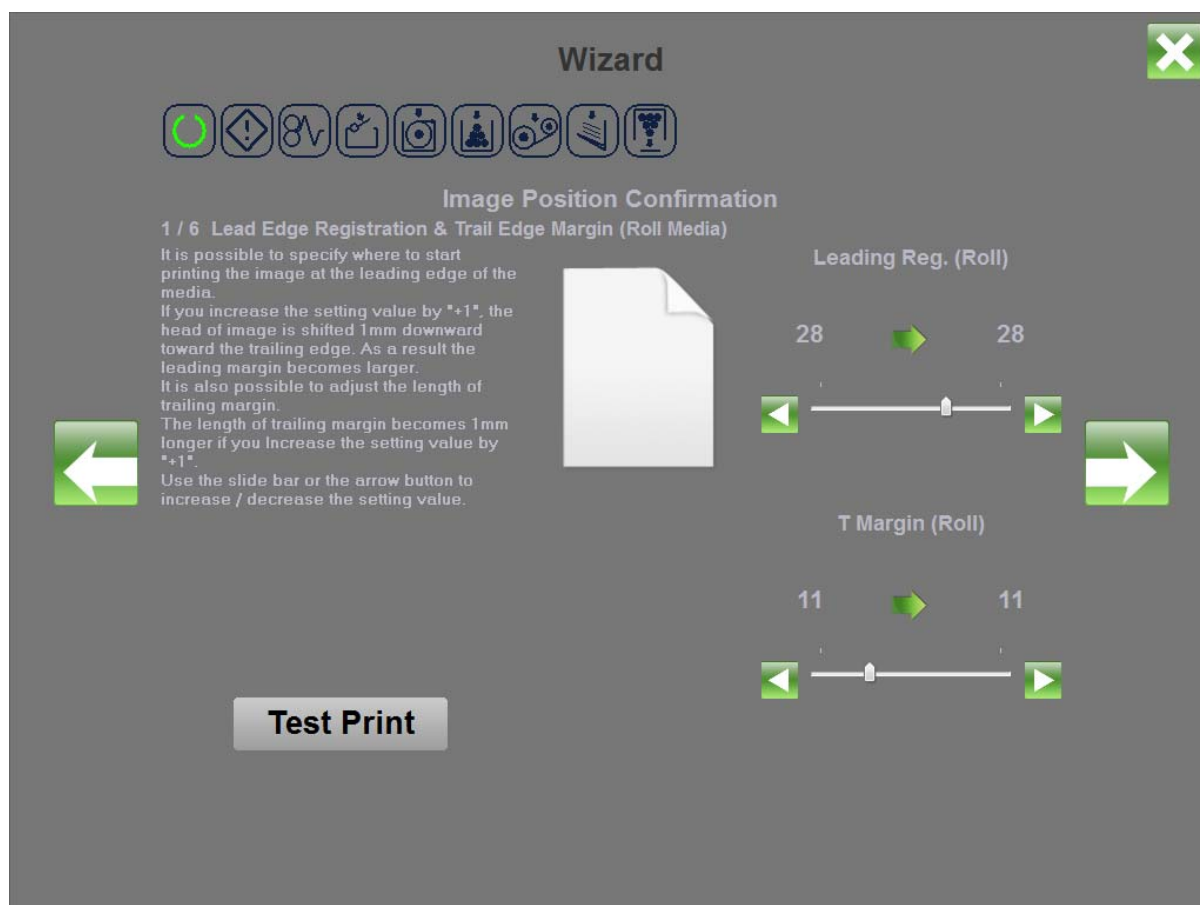 Wizard
Image Position Confirmation
1 / 6 Lead Edge Registration & Trail Edge Margin (Roll Media)
It is possible to specify where to start
printing the image at the leading edge of the
media.
If you increase the setting value by "+1", the
head of image is shifted 1mm downward
toward the trailing edge. As a result the
leading margin becomes larger.
It is also possible to adjust the length of
trailing margin.
The length of trailing margin becomes 1mm
longer if you Increase the setting value by
"+1".
Use the slide bar or the arrow button to
increase / decrease the setting value.
Leading Reg. (Roll)
28 28
T Margin (Roll)
11 11
Test Print